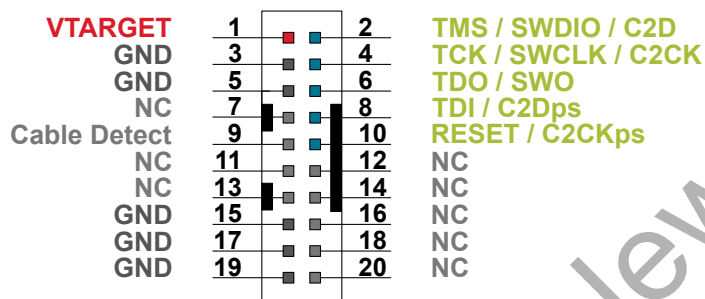 VTARGET 1 2 TMS / SWDIO / C2D
GND 3 4 TCK / SWCLK / C2CK
GND 5 6 TDO / SWO
NC 7 8 TDI / C2Dps
Cable Detect 9 10 RESET / C2CKps
NC 11 12 NC
NC 13 14 NC
GND 15 16 NC
GND 17 18 NC
GND 19 20 NC